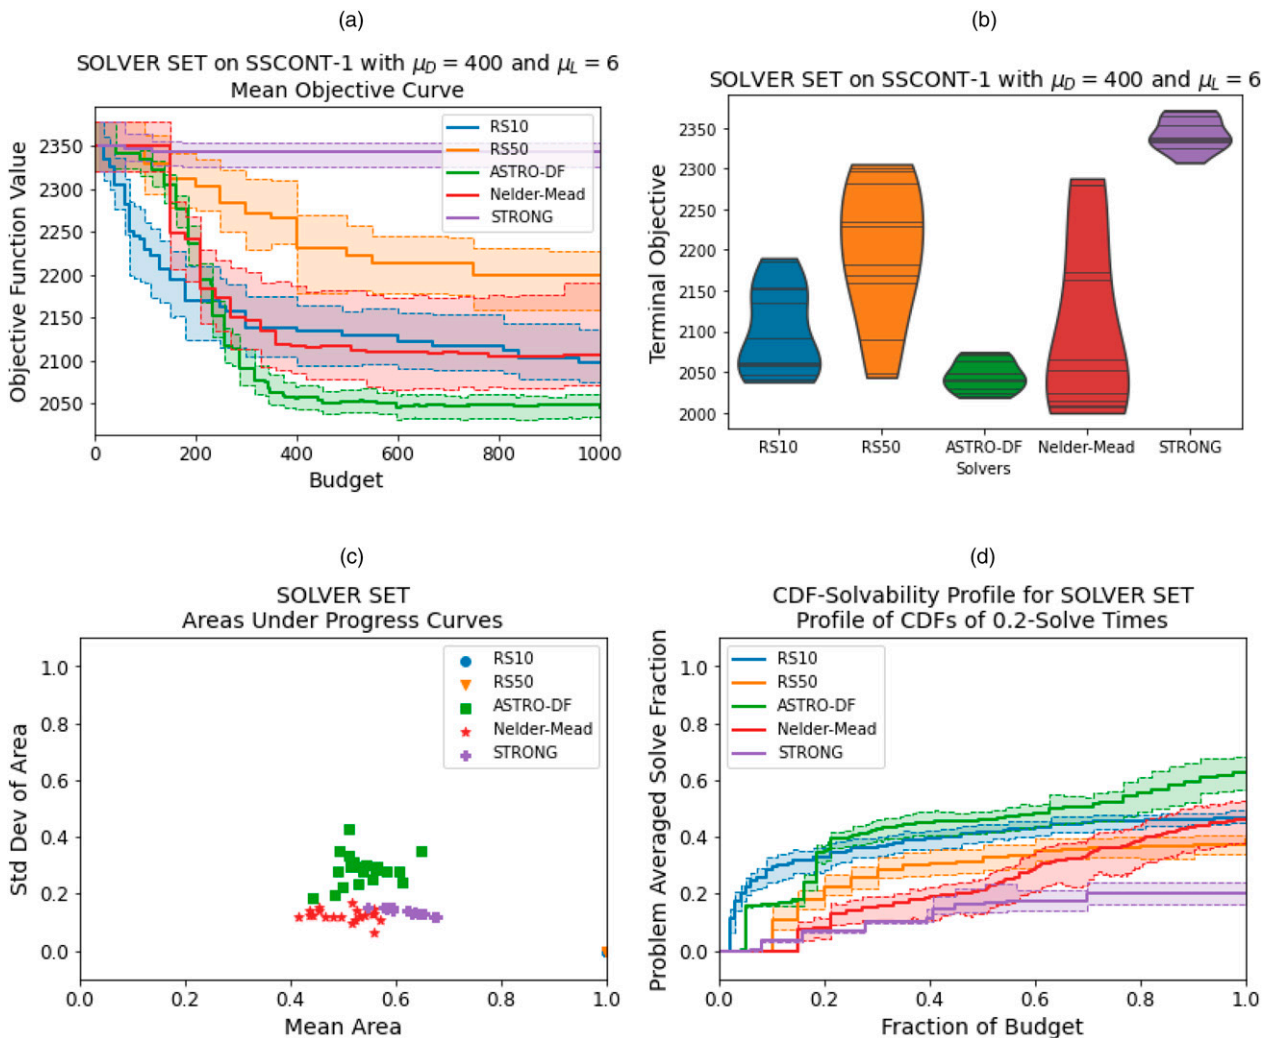 (a)
SOLVER SET on SSCONT-1 with μ_D = 400 and μ_L = 6
Mean Objective Curve
Objective Function Value
2350
2300
2250
2200
2150
2100
2050
RS10
RS50
ASTRO-DF
Nelder-Mead
STRONG
0
200
400
600
800
1000
Budget
(b)
SOLVER SET on SSCONT-1 with μ_D = 400 and μ_L = 6
Terminal Objective
2350
2300
2250
2200
2150
2100
2050
2000
RS10
RS50
ASTRO-DF
Nelder-Mead
STRONG
Solvers
(c)
SOLVER SET
Areas Under Progress Curves
Std Dev of Area
1.0
0.8
0.6
0.4
0.2
0.0
RS10
RS50
ASTRO-DF
Nelder-Mead
STRONG
0.0
0.2
0.4
0.6
0.8
1.0
Mean Area
(d)
CDF-Solvability Profile for SOLVER SET
Profile of CDFs of 0.2-Solve Times
Problem Averaged Solve Fraction
1.0
0.8
0.6
0.4
0.2
0.0
RS10
RS50
ASTRO-DF
Nelder-Mead
STRONG
0.0
0.2
0.4
0.6
0.8
1.0
Fraction of Budget